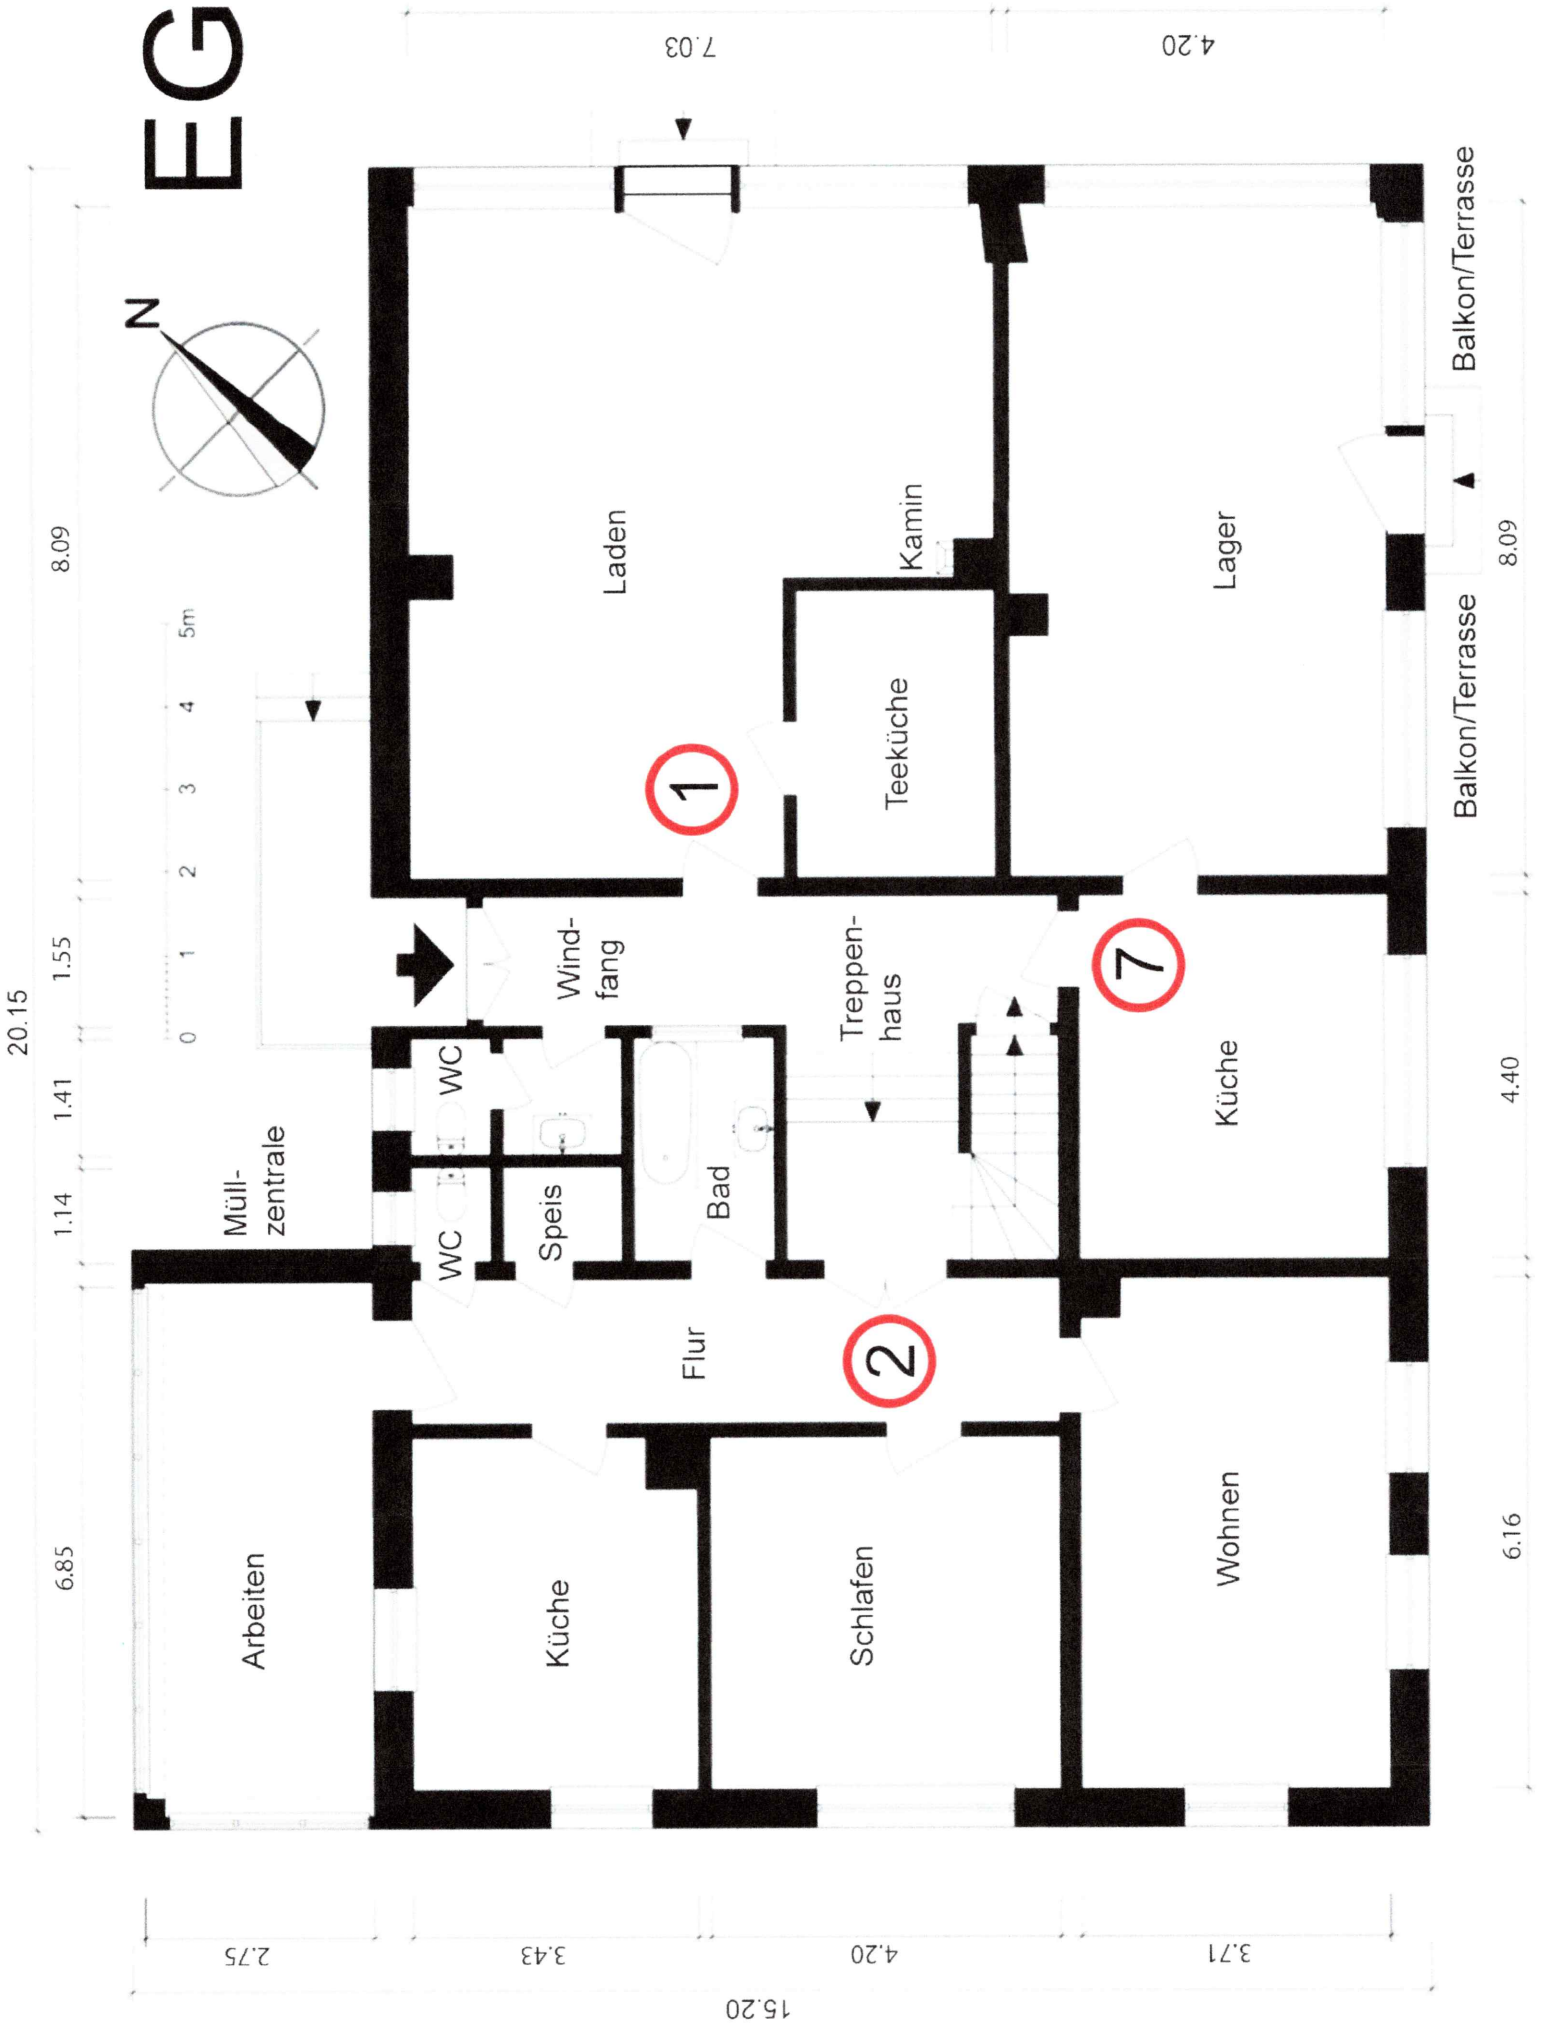 EG
N
20.15
6.85
1.14
1.41
1.55
8.09
0 1 2 3 4 5m
Müll-
zentrale
Arbeiten
WC
WC
Wind-
fang
Speis
Küche
Flur
Bad
Laden
1
Schlafen
2
Treppen-
haus
Teeküche
Kamin
7
Wohnen
Küche
Lager
Balkon/Terrasse
Balkon/Terrasse
6.16
4.40
8.09
2.75
3.43
4.20
3.71
15.20
7.03
4.20